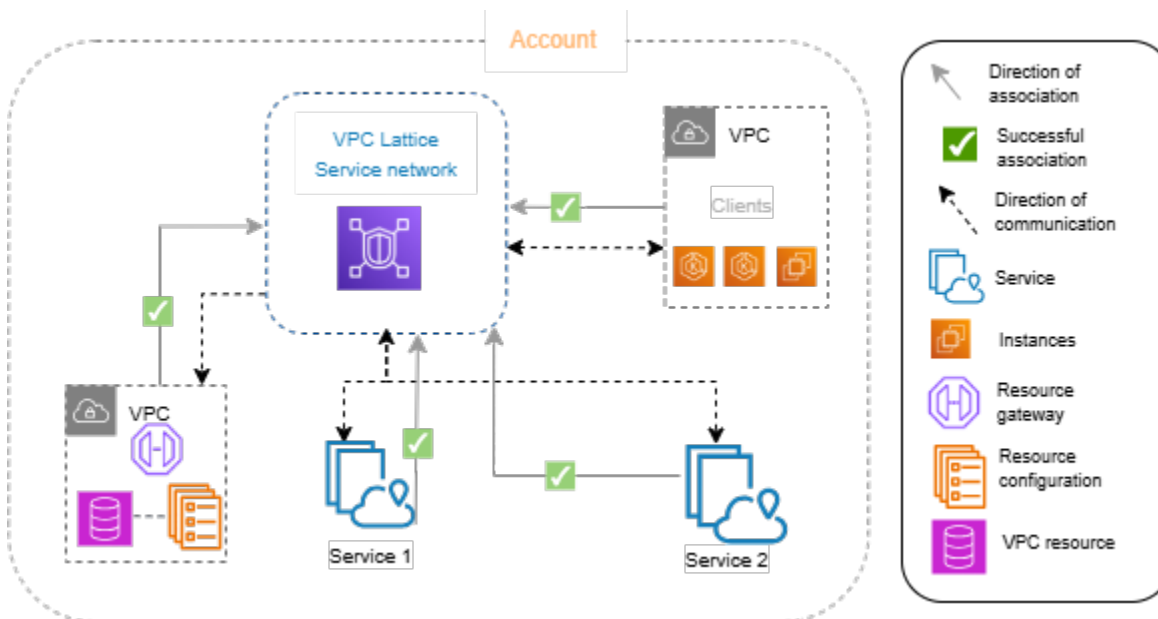 Account
VPC Lattice
Service network
VPC
Clients
VPC
Service 1
Service 2
Direction of
association
Successful
association
Direction of
communication
Service
Instances
Resource
gateway
Resource
configuration
VPC resource